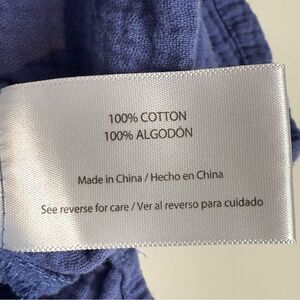 100% COTTON
100% ALGODÓN
Made in China / Hecho en China
See reverse for care / Ver al reverso para cuidado